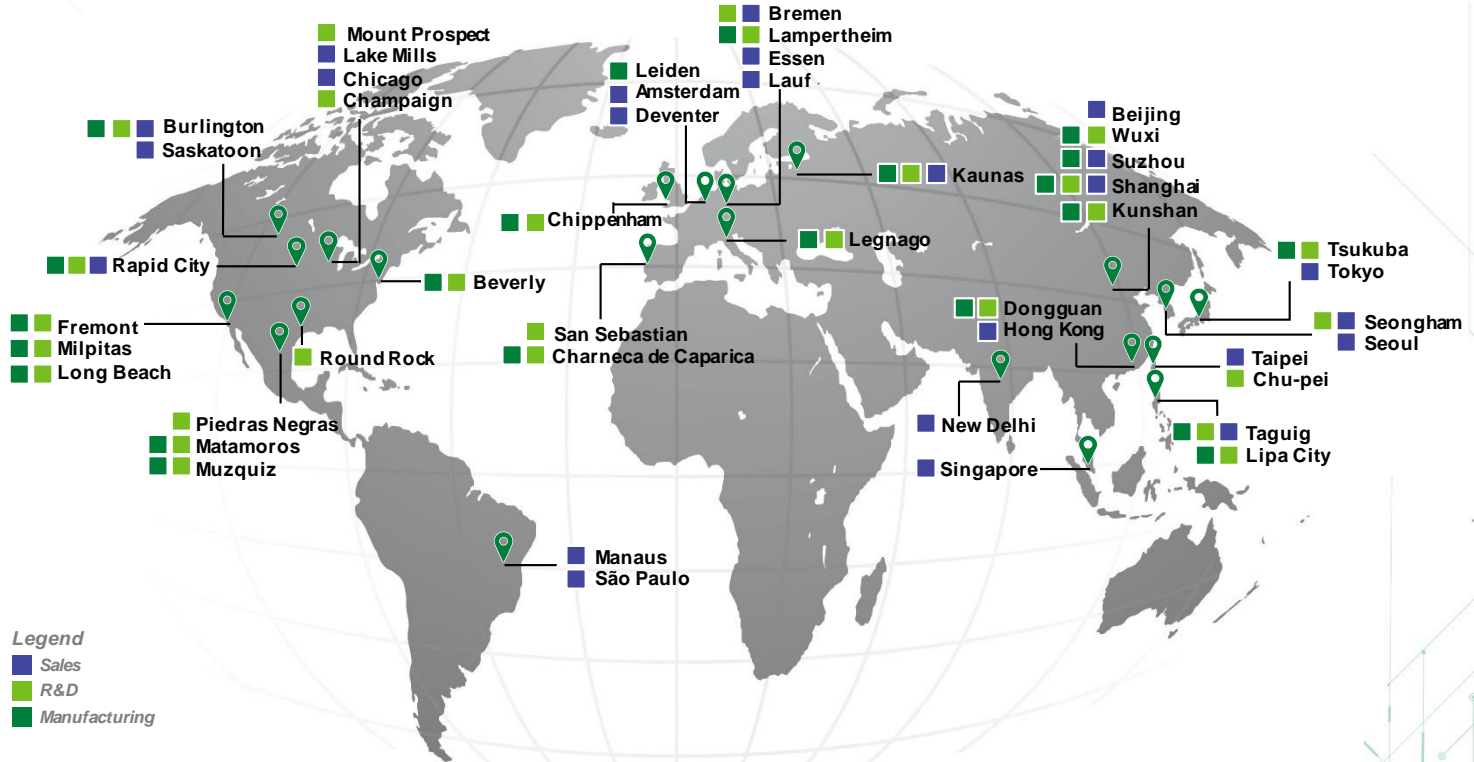 Mount Prospect
Lake Mills
Chicago
Champaign
Bremen
Lampertheim
Essen
Lauf
Leiden
Amsterdam
Deventer
Burlington
Saskatoon
Beijing
Wuxi
Suzhou
Shanghai
Kunshan
Kaunas
Chippenham
Legnago
Rapid City
Beverly
Tsukuba
Tokyo
Fremont
Milpitas
Long Beach
Round Rock
San Sebastian
Charneca de Caparica
Dongguan
Hong Kong
Seongham
Seoul
Taipei
Chu-pei
Piedras Negras
Matamoros
Muzquiz
New Delhi
Singapore
Taguig
Lipa City
Manaus
São Paulo
Legend
Sales
R&D
Manufacturing